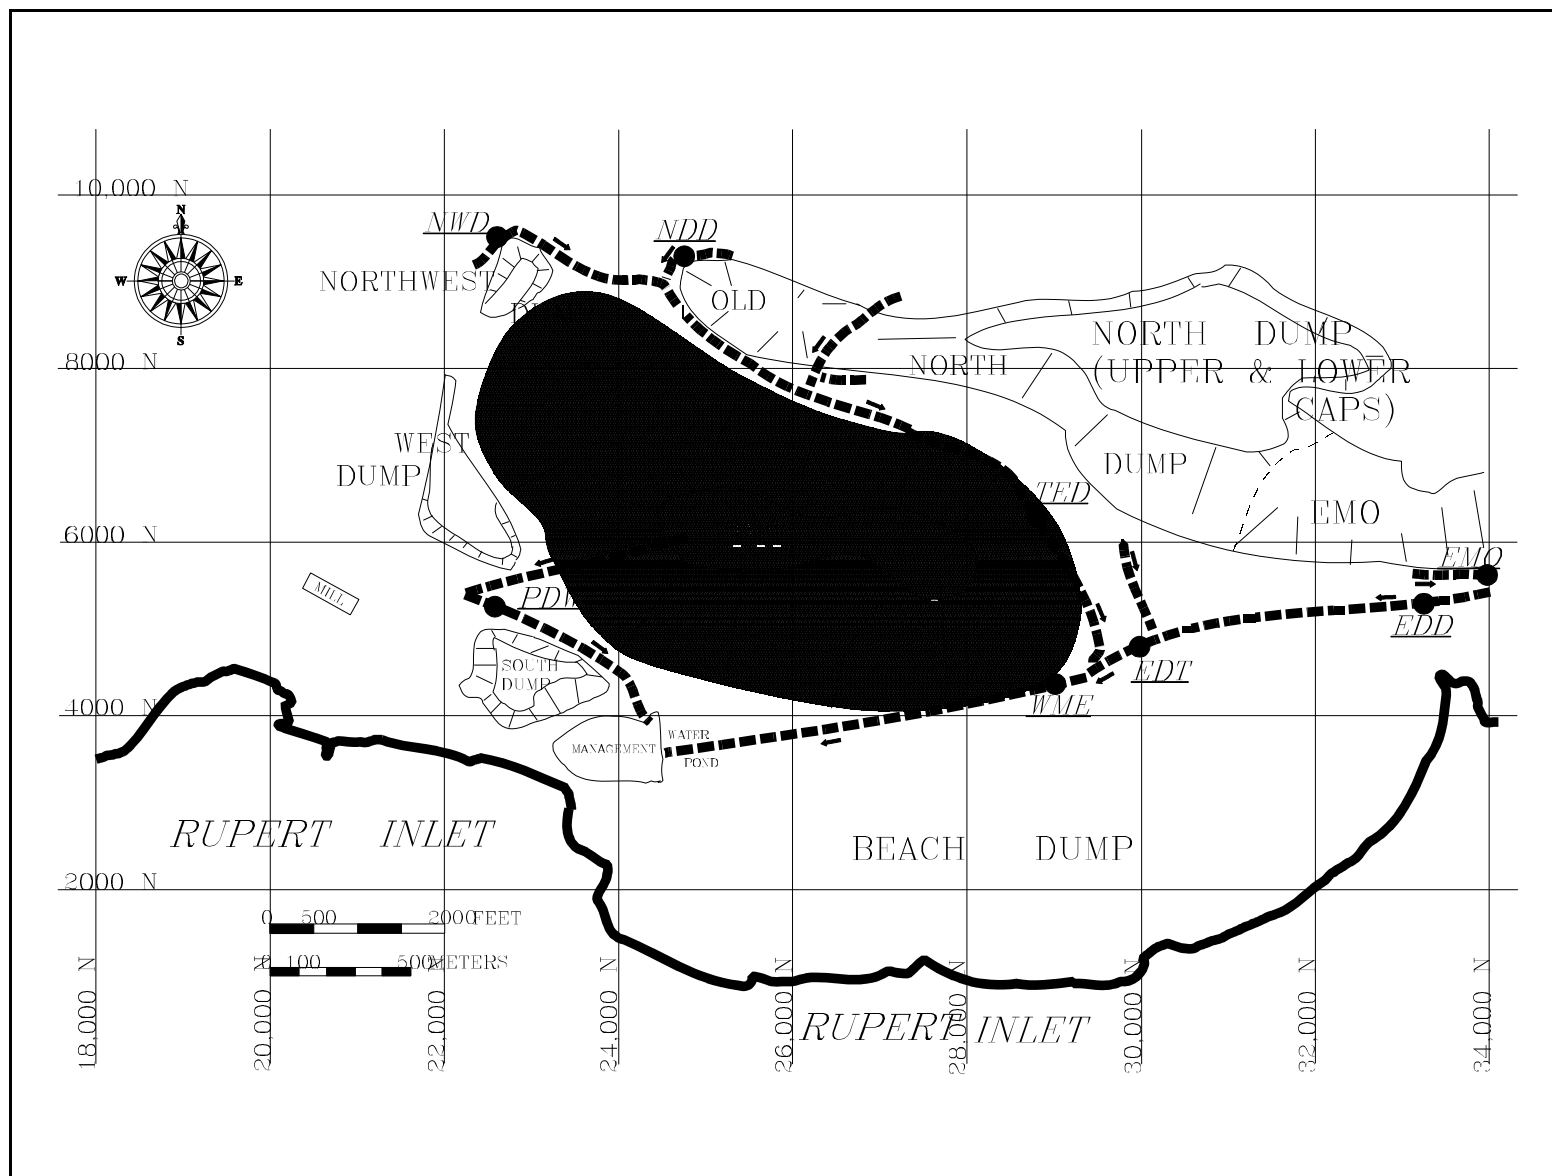 10,000 N
N
W E
S
NWD
NDD
NORTHWEST
OLD
NORTH DUMP
(UPPER & LOWER
CAPS)
8000 N
NORTH
WEST
DUMP
DUMP
TED
EMO
6000 N
EMO
MILL
PDW
EDD
SOUTH
DUMP
EDT
WME
4000 N
WATER
MANAGEMENT
POND
RUPERT INLET
BEACH DUMP
2000 N
0 500 2000 FEET
0 100 500 METERS
18,000 N
20,000 N
22,000 N
24,000 N
26,000 N
28,000 N
30,000 N
32,000 N
34,000 N
RUPERT INLET